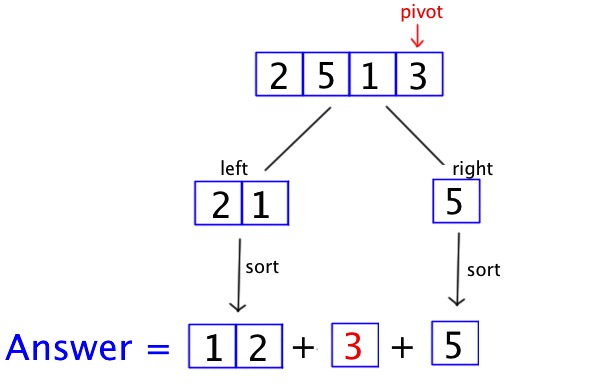 pivot
2 5 1 3
left right
2 1 5
sort sort
Answer = 1 2 + 3 + 5